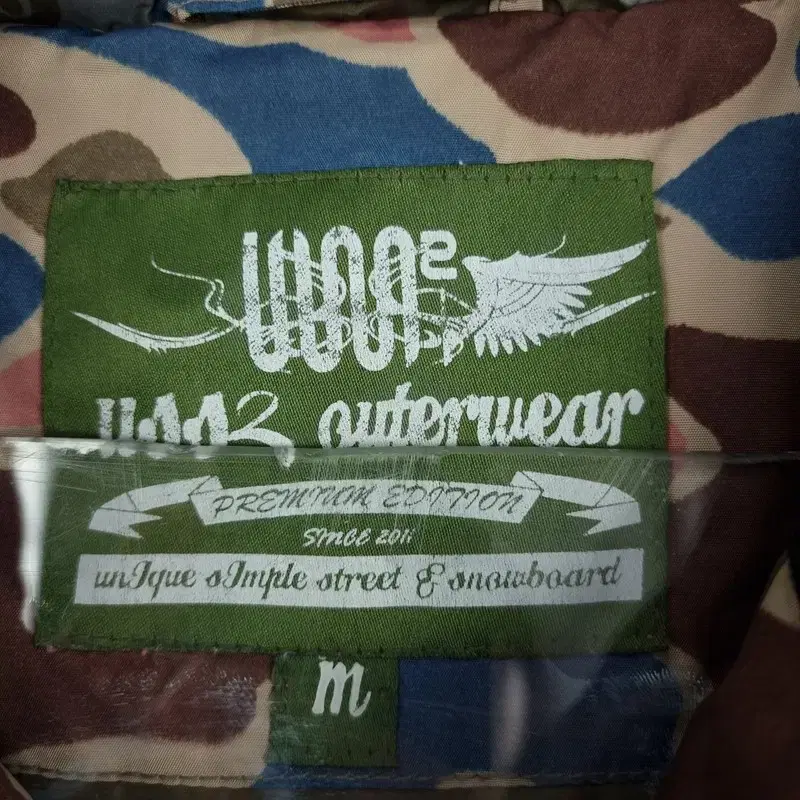 outerwear
PREMIUM EDITION
SINCE 2011
unIque sImple street & snowboard
m